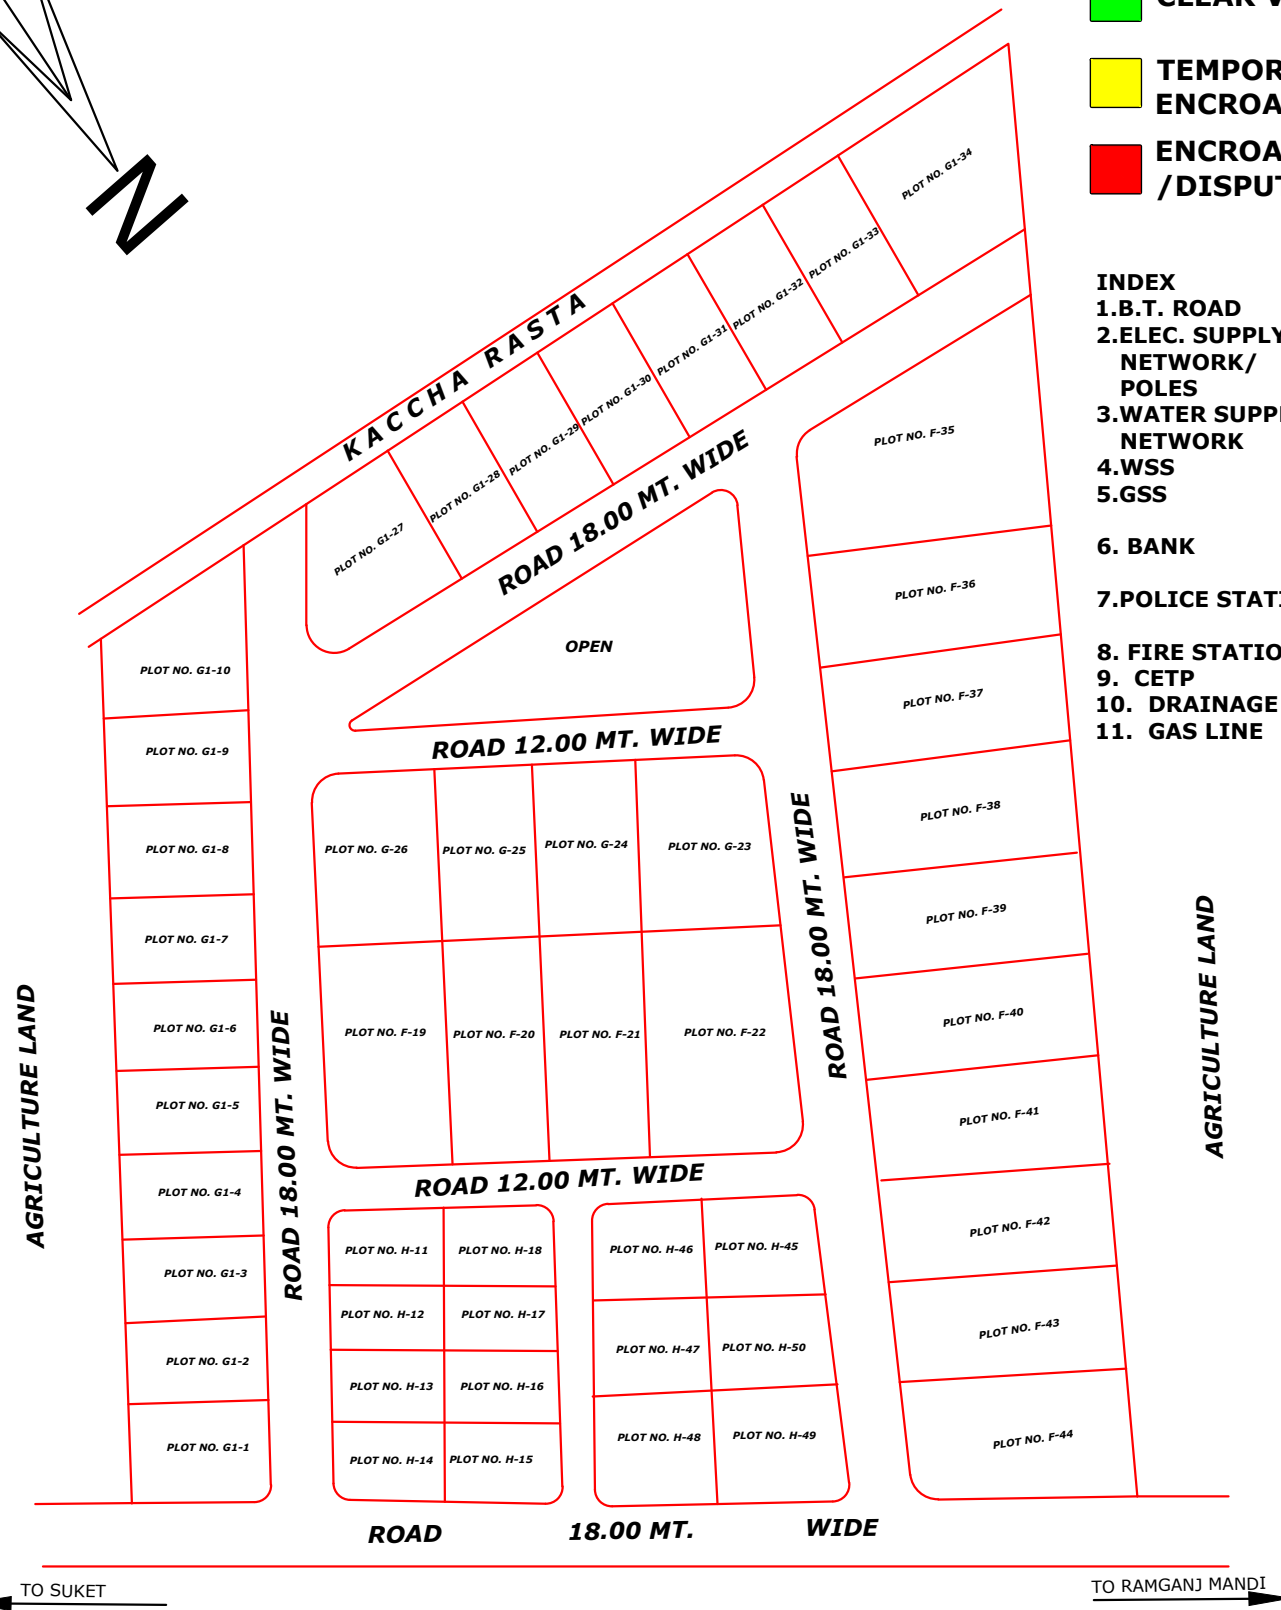 CLEAR V
TEMPOR
ENCROA
ENCROA
/DISPUT
N
INDEX
1.B.T. ROAD
2.ELEC. SUPPLY
NETWORK/
POLES
3.WATER SUPP
NETWORK
4.WSS
5.GSS
6. BANK
7.POLICE STAT
8. FIRE STATIO
9. CETP
10. DRAINAGE
11. GAS LINE
KACCHA RASTA
PLOT NO. G1-34
PLOT NO. G1-33
PLOT NO. G1-32
PLOT NO. G1-31
PLOT NO. G1-30
PLOT NO. G1-29
PLOT NO. G1-28
PLOT NO. G1-27
ROAD 18.00 MT. WIDE
OPEN
ROAD 12.00 MT. WIDE
PLOT NO. G1-10
PLOT NO. G1-9
PLOT NO. G1-8
PLOT NO. G1-7
PLOT NO. G1-6
PLOT NO. G1-5
PLOT NO. G1-4
PLOT NO. G1-3
PLOT NO. G1-2
PLOT NO. G1-1
AGRICULTURE LAND
ROAD 18.00 MT. WIDE
PLOT NO. G-26
PLOT NO. G-25
PLOT NO. G-24
PLOT NO. G-23
PLOT NO. F-19
PLOT NO. F-20
PLOT NO. F-21
PLOT NO. F-22
ROAD 12.00 MT. WIDE
PLOT NO. H-11
PLOT NO. H-18
PLOT NO. H-12
PLOT NO. H-17
PLOT NO. H-13
PLOT NO. H-16
PLOT NO. H-14
PLOT NO. H-15
PLOT NO. H-46
PLOT NO. H-45
PLOT NO. H-47
PLOT NO. H-50
PLOT NO. H-48
PLOT NO. H-49
ROAD 18.00 MT. WIDE
PLOT NO. F-35
PLOT NO. F-36
PLOT NO. F-37
PLOT NO. F-38
PLOT NO. F-39
PLOT NO. F-40
PLOT NO. F-41
PLOT NO. F-42
PLOT NO. F-43
PLOT NO. F-44
AGRICULTURE LAND
ROAD 18.00 MT. WIDE
TO SUKET
TO RAMGANJ MANDI